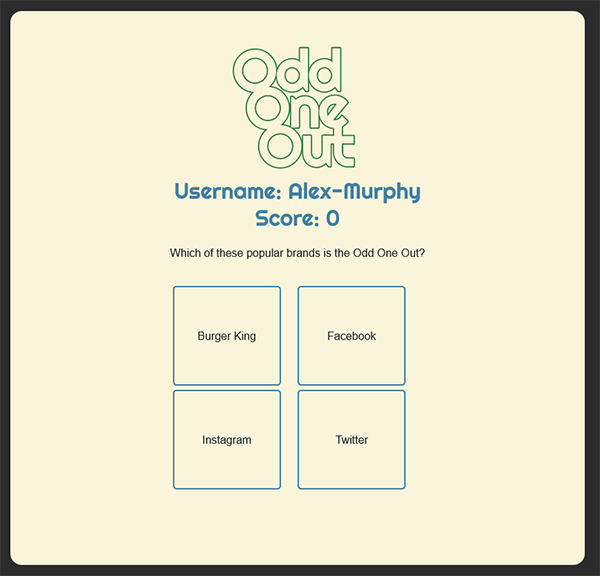 Odd
One
Out
Username: Alex-Murphy
Score: 0
Which of these popular brands is the Odd One Out?
Burger King
Facebook
Instagram
Twitter